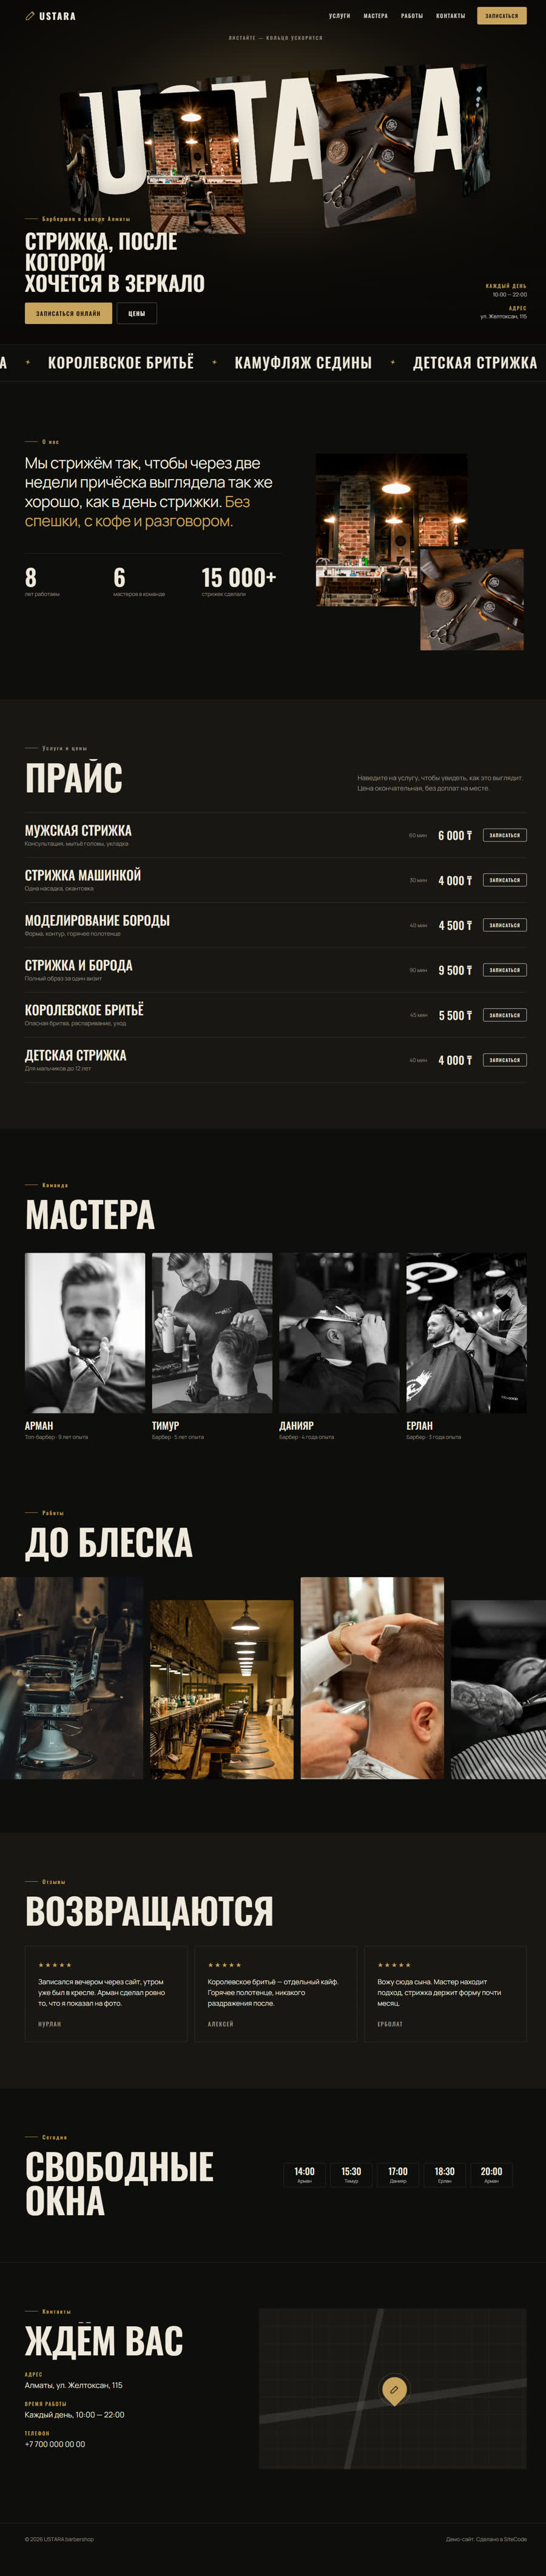 USTARA
УСЛУГИ МАСТЕРА РАБОТЫ КОНТАКТЫ ЗАПИСАТЬСЯ
ЛИСТАЙТЕ — КОЛЬЦО УСКОРИТСЯ
USTARA
Барбершоп в центре Алматы
СТРИЖКА, ПОСЛЕ
КОТОРОЙ
ХОЧЕТСЯ В ЗЕРКАЛО
ЗАПИСАТЬСЯ ОНЛАЙН ЦЕНЫ
КАЖДЫЙ ДЕНЬ
10:00 — 22:00
АДРЕС
ул. Желтоксан, 115
А КОРОЛЕВСКОЕ БРИТЬЁ КАМУФЛЯЖ СЕДИНЫ ДЕТСКАЯ СТРИЖКА
О нас
Мы стрижём так, чтобы через две
недели причёска выглядела так же
хорошо, как в день стрижки. Без
спешки, с кофе и разговором.
8 6 15 000+
лет работаем мастеров в команде стрижек сделали
Услуги и цены
ПРАЙС
Наведите на услугу, чтобы увидеть, как это выглядит.
Цена окончательная, без доплат на месте.
МУЖСКАЯ СТРИЖКА
Консультация, мытьё головы, укладка
60 мин 6 000 ₸ ЗАПИСАТЬСЯ
СТРИЖКА МАШИНКОЙ
Одна насадка, окантовка
30 мин 4 000 ₸ ЗАПИСАТЬСЯ
МОДЕЛИРОВАНИЕ БОРОДЫ
Форма, контур, горячее полотенце
40 мин 4 500 ₸ ЗАПИСАТЬСЯ
СТРИЖКА И БОРОДА
Полный образ за один визит
90 мин 9 500 ₸ ЗАПИСАТЬСЯ
КОРОЛЕВСКОЕ БРИТЬЁ
Опасная бритва, распаривание, уход
45 мин 5 500 ₸ ЗАПИСАТЬСЯ
ДЕТСКАЯ СТРИЖКА
Для мальчиков до 12 лет
40 мин 4 000 ₸ ЗАПИСАТЬСЯ
Команда
МАСТЕРА
АРМАН
Топ-барбер · 9 лет опыта
ТИМУР
Барбер · 5 лет опыта
ДАНИЯР
Барбер · 4 года опыта
ЕРЛАН
Барбер · 3 года опыта
Работы
ДО БЛЕСКА
Отзывы
ВОЗВРАЩАЮТСЯ
★★★★★
Записался вечером через сайт, утром
уже был в кресле. Арман сделал ровно
то, что я показал на фото.
НУРЛАН
★★★★★
Королевское бритьё — отдельный кайф.
Горячее полотенце, никакого
раздражения после.
АЛЕКСЕЙ
★★★★★
Вожу сюда сына. Мастер находит
подход, стрижка держит форму почти
месяц.
ЕРБОЛАТ
Сегодня
СВОБОДНЫЕ
ОКНА
14:00 15:30 17:00 18:30 20:00
Арман Тимур Данияр Ерлан Арман
Контакты
ЖДЁМ ВАС
АДРЕС
Алматы, ул. Желтоксан, 115
ВРЕМЯ РАБОТЫ
Каждый день, 10:00 — 22:00
ТЕЛЕФОН
+7 700 000 00 00
© 2026 USTARA barbershop
Демо-сайт. Сделано в SiteCode